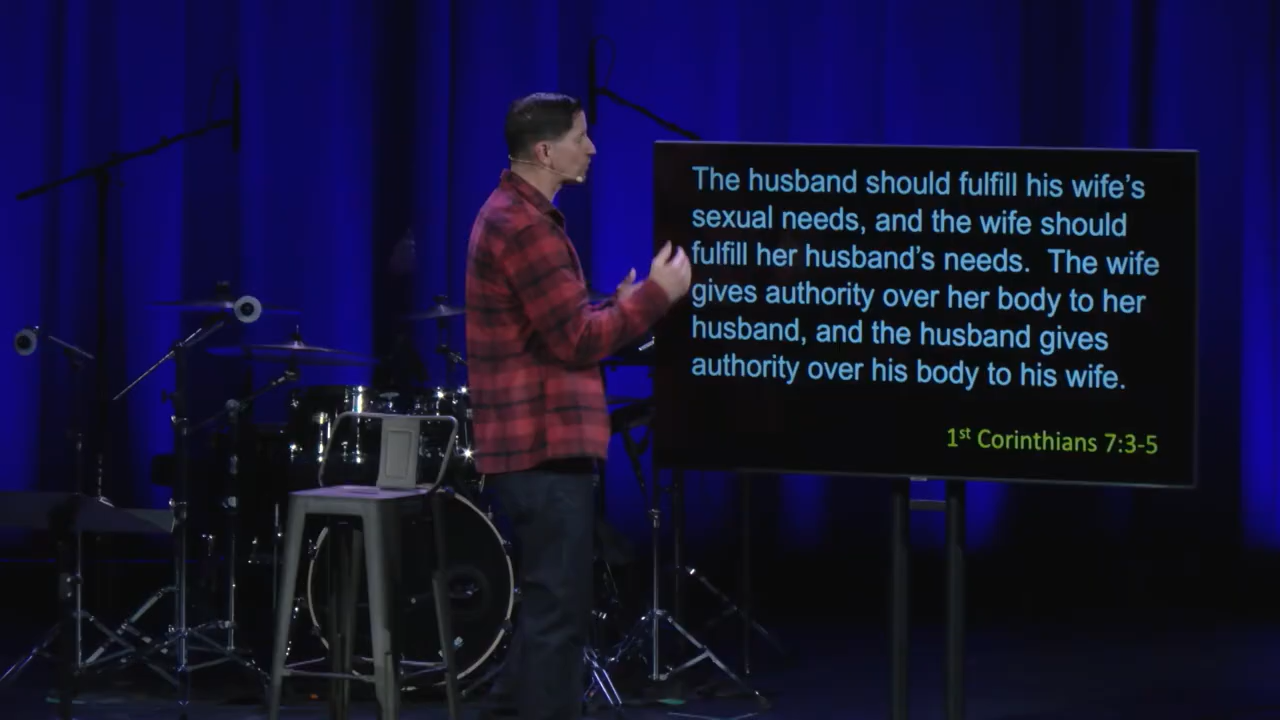 The husband should fulfill his wife's
sexual needs, and the wife should
fulfill her husband's needs.  The wife
gives authority over her body to her
husband, and the husband gives
authority over his body to his wife.
1st Corinthians 7:3-5